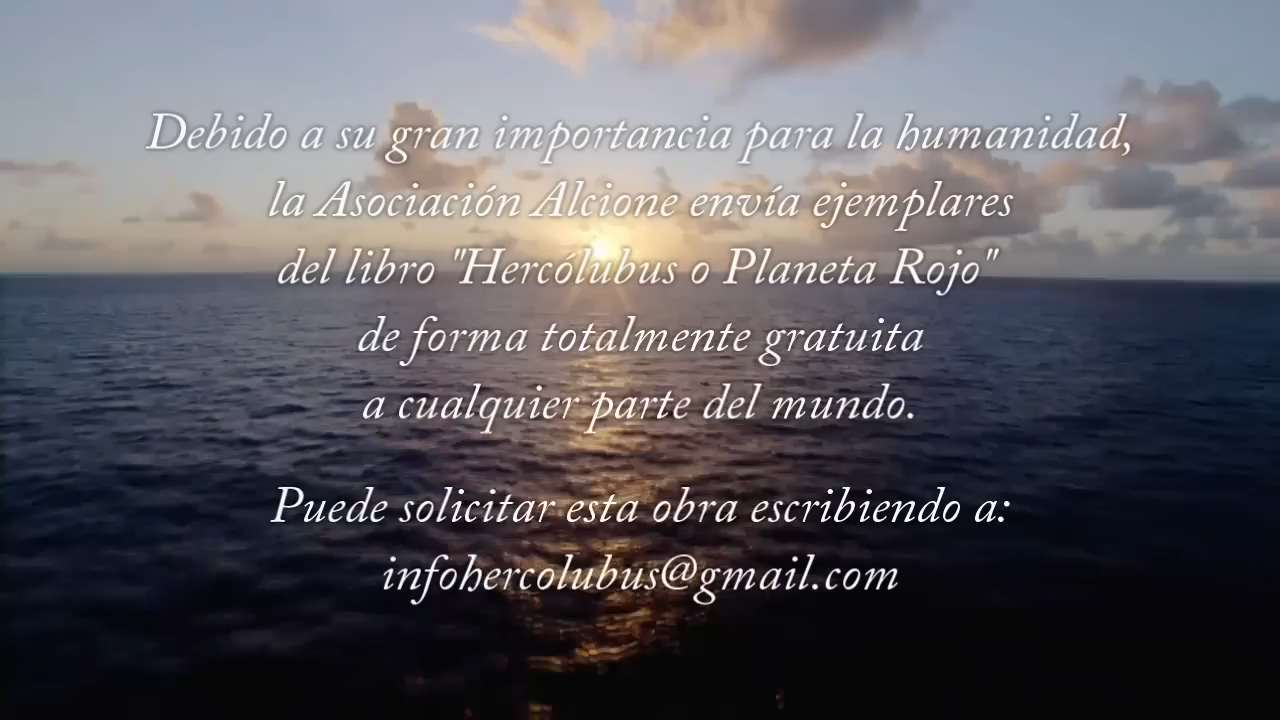 Debido a su gran importancia para la humanidad,
la Asociación Alcione envía ejemplares
del libro "Hercólubus o Planeta Rojo"
de forma totalmente gratuita
a cualquier parte del mundo.
Puede solicitar esta obra escribiendo a:
infohercolubus@gmail.com